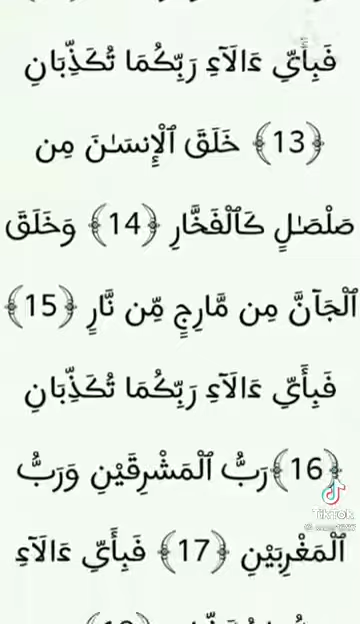 فَبِأَىِّ ءَالَآءِ رَبِّكُمَا تُكَذِّبَانِ
﴿13﴾ خَلَقَ ٱلْإِنسَـٰنَ مِن
صَلْصَـٰلٍ كَٱلْفَخَّارِ ﴿14﴾ وَخَلَقَ
ٱلْجَآنَّ مِن مَّارِجٍ مِّن نَّارٍ ﴿15﴾
فَبِأَىِّ ءَالَآءِ رَبِّكُمَا تُكَذِّبَانِ
﴿16﴾رَبُّ ٱلْمَشْرِقَيْنِ وَرَبُّ
TikTok
ٱلْمَغْرِبَيْنِ ﴿17﴾ فَبِأَىِّ ءَالَآءِ